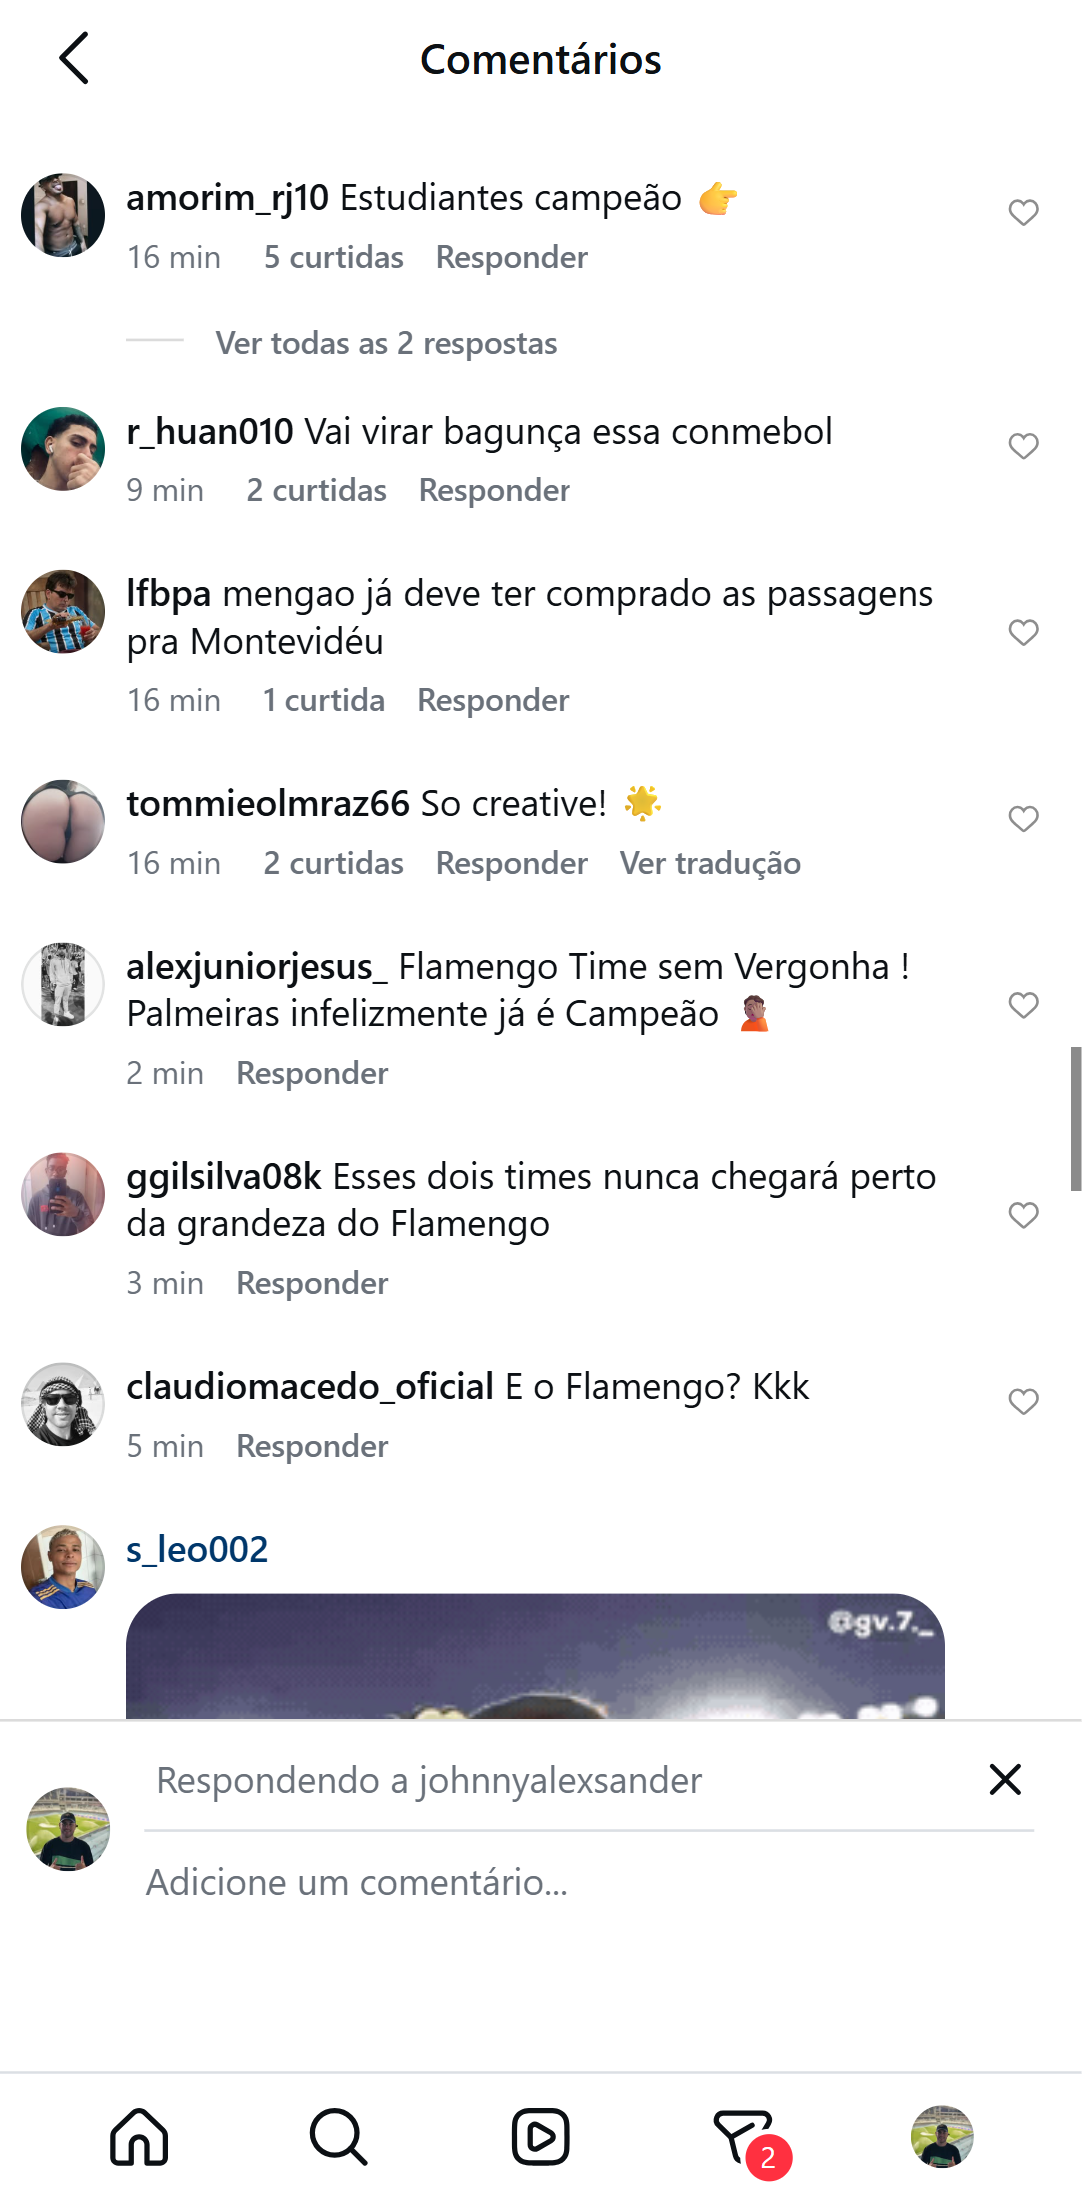 Comentários
amorim_rj10 Estudiantes campeão 👉
16 min 5 curtidas Responder
Ver todas as 2 respostas
r_huan010 Vai virar bagunça essa conmebol
9 min 2 curtidas Responder
lfbpa mengao já deve ter comprado as passagens
pra Montevidéu
16 min 1 curtida Responder
tommieolmraz66 So creative! 🌟
16 min 2 curtidas Responder Ver tradução
alexjuniorjesus_ Flamengo Time sem Vergonha !
Palmeiras infelizmente já é Campeão 🤦🏾‍♂️
2 min Responder
ggilsilva08k Esses dois times nunca chegará perto
da grandeza do Flamengo
3 min Responder
claudiomacedo_oficial E o Flamengo? Kkk
5 min Responder
s_leo002
@gv.7._
Respondendo a johnnyalexsander
Adicione um comentário...
2